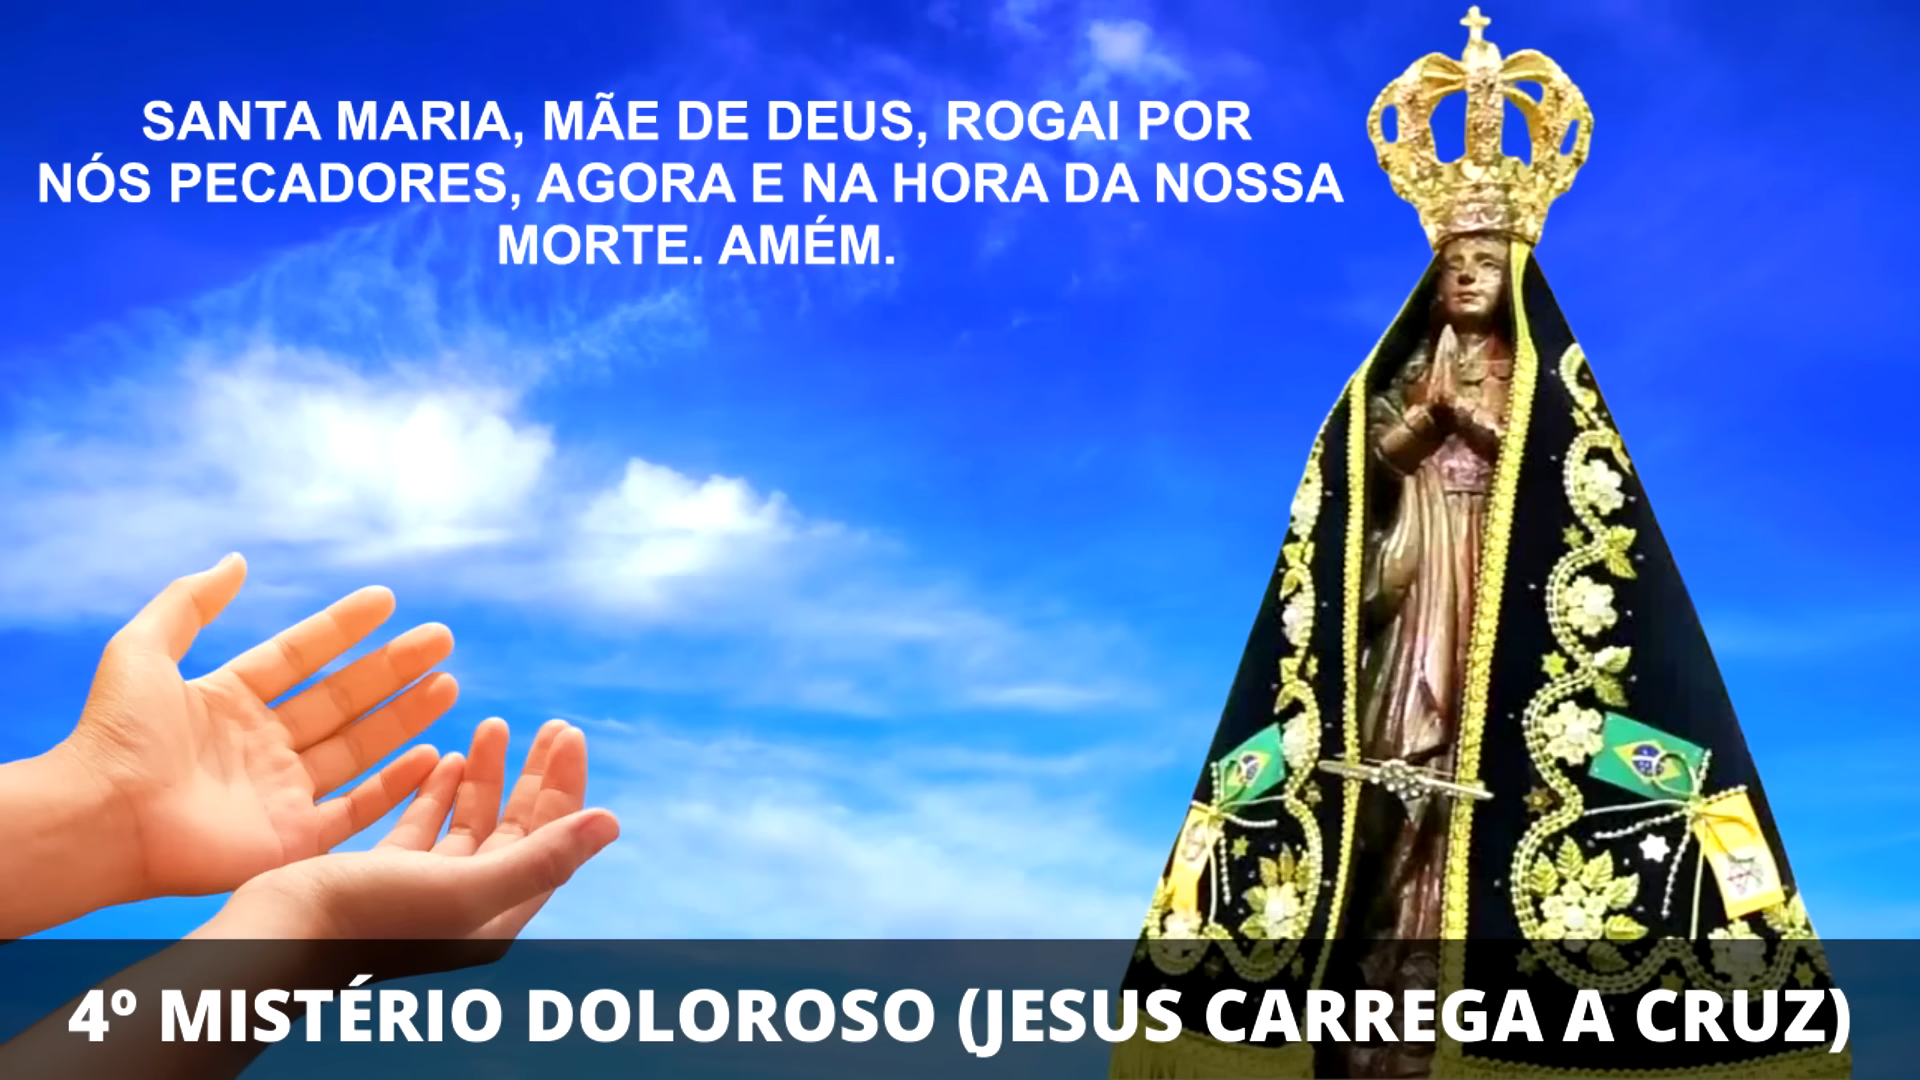 SANTA MARIA, MÃE DE DEUS, ROGAI POR
NÓS PECADORES, AGORA E NA HORA DA NOSSA
MORTE. AMÉM.
4º MISTÉRIO DOLOROSO (JESUS CARREGA A CRUZ)